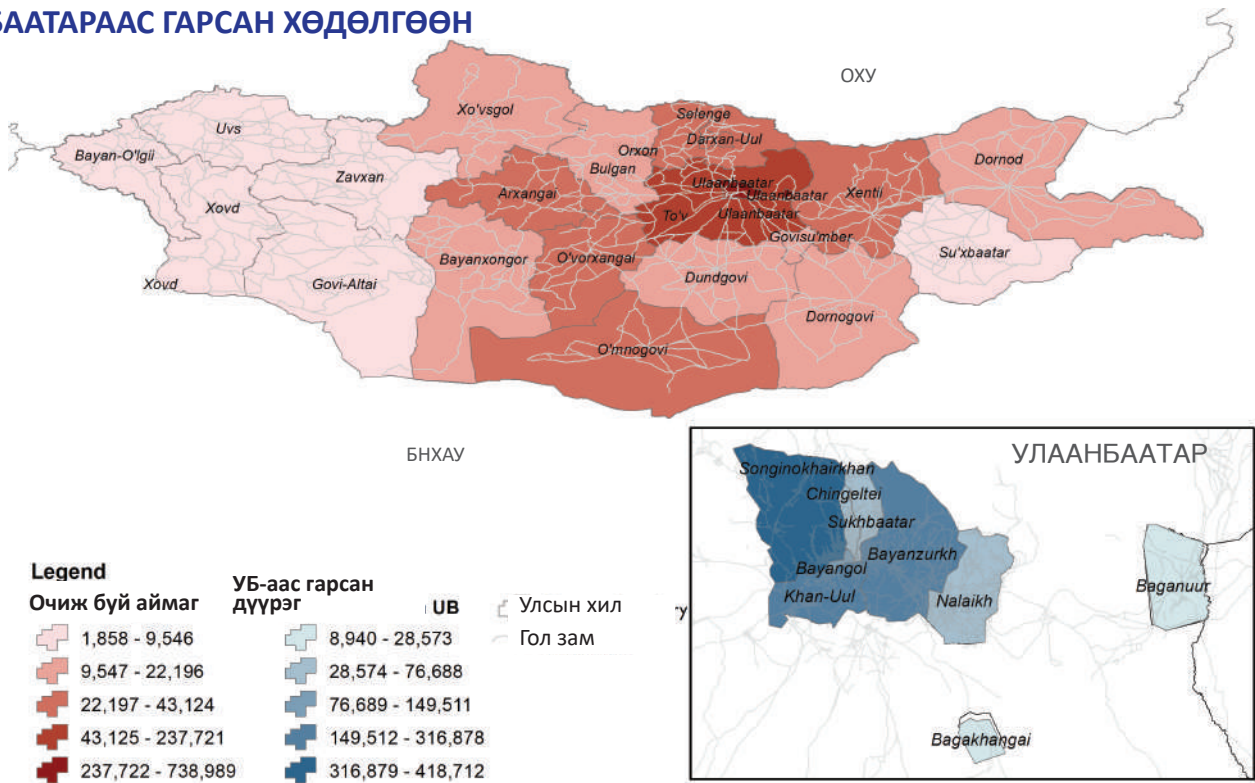 БААТАРААС ГАРСАН ХӨДӨЛГӨӨН
ОХУ
Xo'vsgol
Selenge
Uvs
Darxan-Uul
Orxon
Bayan-O'lgii
Bulgan
Dornod
Zavxan
Ulaanbaatar
Arxangai
Ulaanbaatar
Xentii
Xovd
To'v
Ulaanbaatar
Govisu'mber
Su'xbaatar
Bayanxongor
O'vorxangai
Xovd
Govi-Altai
Dundgovi
Dornogovi
O'mnogovi
БНХАУ
УЛААНБААТАР
Songinokhairkhan
Chingeltei
Sukhbaatar
Bayanzurkh
Bayangol
Khan-Uul
Nalaikh
Baganuur
Bagakhangai
Legend
Очиж буй аймаг
1,858 - 9,546
9,547 - 22,196
22,197 - 43,124
43,125 - 237,721
237,722 - 738,989
УБ-аас гарсан
дүүрэг
UB
8,940 - 28,573
28,574 - 76,688
76,689 - 149,511
149,512 - 316,878
316,879 - 418,712
Улсын хил
Гол зам